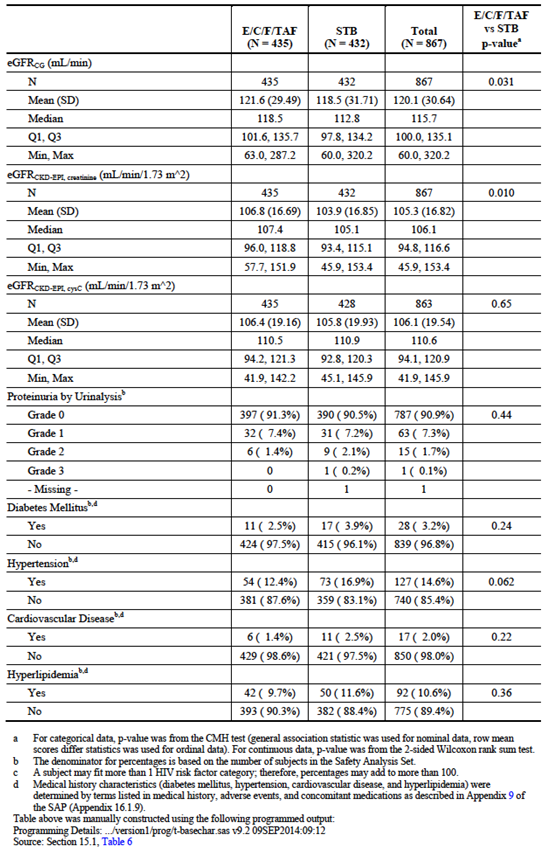 E/C/F/TAF (N = 435) STB (N = 432) Total (N = 867) E/C/F/TAF vs STB p-valueᵃ
eGFRCG (mL/min)
N 435 432 867 0.031
Mean (SD) 121.6 (29.49) 118.5 (31.71) 120.1 (30.64)
Median 118.5 112.8 115.7
Q1, Q3 101.6, 135.7 97.8, 134.2 100.0, 135.1
Min, Max 63.0, 287.2 60.0, 320.2 60.0, 320.2
eGFRCKD-EPI, creatinine (mL/min/1.73 m^2)
N 435 432 867 0.010
Mean (SD) 106.8 (16.69) 103.9 (16.85) 105.3 (16.82)
Median 107.4 105.1 106.1
Q1, Q3 96.0, 118.8 93.4, 115.1 94.8, 116.6
Min, Max 57.7, 151.9 45.9, 153.4 45.9, 153.4
eGFRCKD-EPI, cysC (mL/min/1.73 m^2)
N 435 428 863 0.65
Mean (SD) 106.4 (19.16) 105.8 (19.93) 106.1 (19.54)
Median 110.5 110.9 110.6
Q1, Q3 94.2, 121.3 92.8, 120.3 94.1, 120.9
Min, Max 41.9, 142.2 45.1, 145.9 41.9, 145.9
Proteinuria by Urinalysisᵇ
Grade 0 397 ( 91.3%) 390 ( 90.5%) 787 ( 90.9%) 0.44
Grade 1 32 ( 7.4%) 31 ( 7.2%) 63 ( 7.3%)
Grade 2 6 ( 1.4%) 9 ( 2.1%) 15 ( 1.7%)
Grade 3 0 1 ( 0.2%) 1 ( 0.1%)
- Missing - 0 1 1
Diabetes Mellitusᵇ,ᵈ
Yes 11 ( 2.5%) 17 ( 3.9%) 28 ( 3.2%) 0.24
No 424 ( 97.5%) 415 ( 96.1%) 839 ( 96.8%)
Hypertensionᵇ,ᵈ
Yes 54 ( 12.4%) 73 ( 16.9%) 127 ( 14.6%) 0.062
No 381 ( 87.6%) 359 ( 83.1%) 740 ( 85.4%)
Cardiovascular Diseaseᵇ,ᵈ
Yes 6 ( 1.4%) 11 ( 2.5%) 17 ( 2.0%) 0.22
No 429 ( 98.6%) 421 ( 97.5%) 850 ( 98.0%)
Hyperlipidemiaᵇ,ᵈ
Yes 42 ( 9.7%) 50 ( 11.6%) 92 ( 10.6%) 0.36
No 393 ( 90.3%) 382 ( 88.4%) 775 ( 89.4%)
a For categorical data, p-value was from the CMH test (general association statistic was used for nominal data, row mean
scores differ statistics was used for ordinal data). For continuous data, p-value was from the 2-sided Wilcoxon rank sum test.
b The denominator for percentages is based on the number of subjects in the Safety Analysis Set.
c A subject may fit more than 1 HIV risk factor category; therefore, percentages may add to more than 100.
d Medical history characteristics (diabetes mellitus, hypertension, cardiovascular disease, and hyperlipidemia) were
determined by terms listed in medical history, adverse events, and concomitant medications as described in Appendix 9 of
the SAP (Appendix 16.1.9).
Table above was manually constructed using the following programmed output:
Programming Details: .../version1/prog/t-basechar.sas v9.2 09SEP2014:09:12
Source: Section 15.1, Table 6